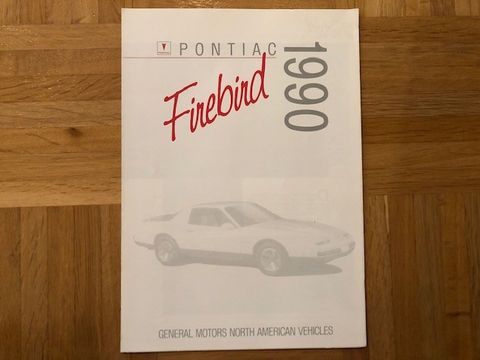 PONTIAC
1990
Firebird
GENERAL MOTORS NORTH AMERICAN VEHICLES